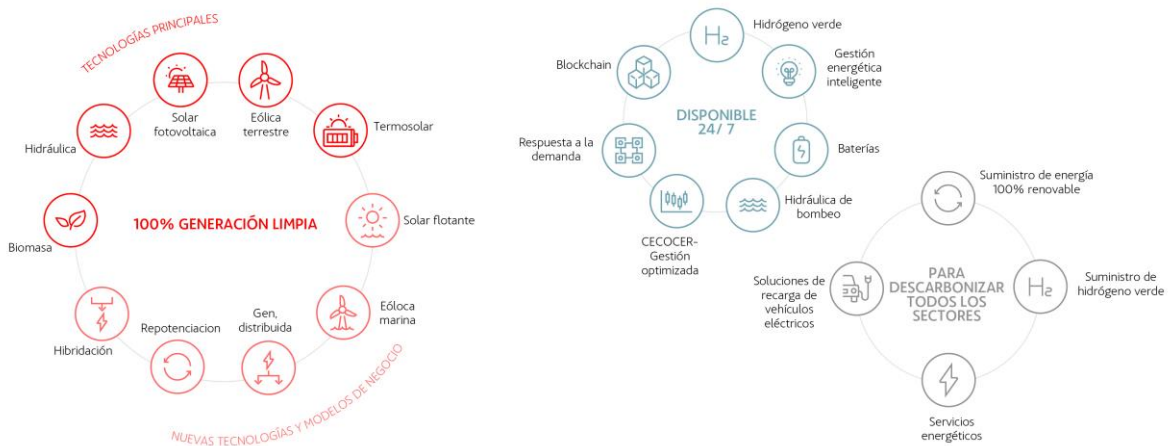 TECNOLOGÍAS PRINCIPALES
Solar
fotovoltaica
Eólica
terrestre
Termosolar
Hidráulica
Biomasa
100% GENERACIÓN LIMPIA
Solar flotante
Eóloca
marina
Gen,
distribuida
Repotenciacion
Hibridación
NUEVAS TECNOLOGÍAS Y MODELOS DE NEGOCIO
Hidrógeno verde
H2
Blockchain
Gestión
energética
inteligente
DISPONIBLE
24/ 7
Respuesta a la
demanda
Baterías
CECOCER-
Gestión
optimizada
Hidráulica de
bombeo
Suministro de energía
100% renovable
Soluciones de
recarga de
vehículos
eléctricos
PARA
DESCARBONIZAR
TODOS LOS
SECTORES
H2
Suministro de
hidrógeno verde
Servicios
energéticos